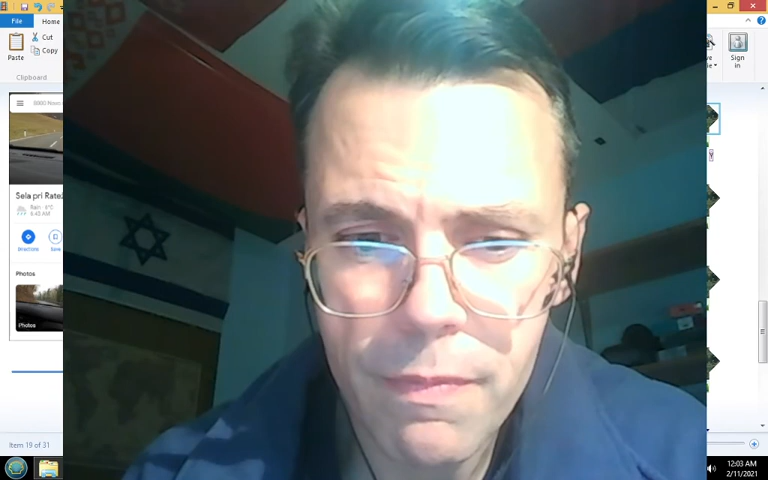 File
Home
Paste
Cut
Copy
Clipboard
Sign
in
Sela pri
Rain · 6°C
6:43 AM
Directions
Save
Photos
Photos
Item 19 of 31
12:03 AM
2/11/2021